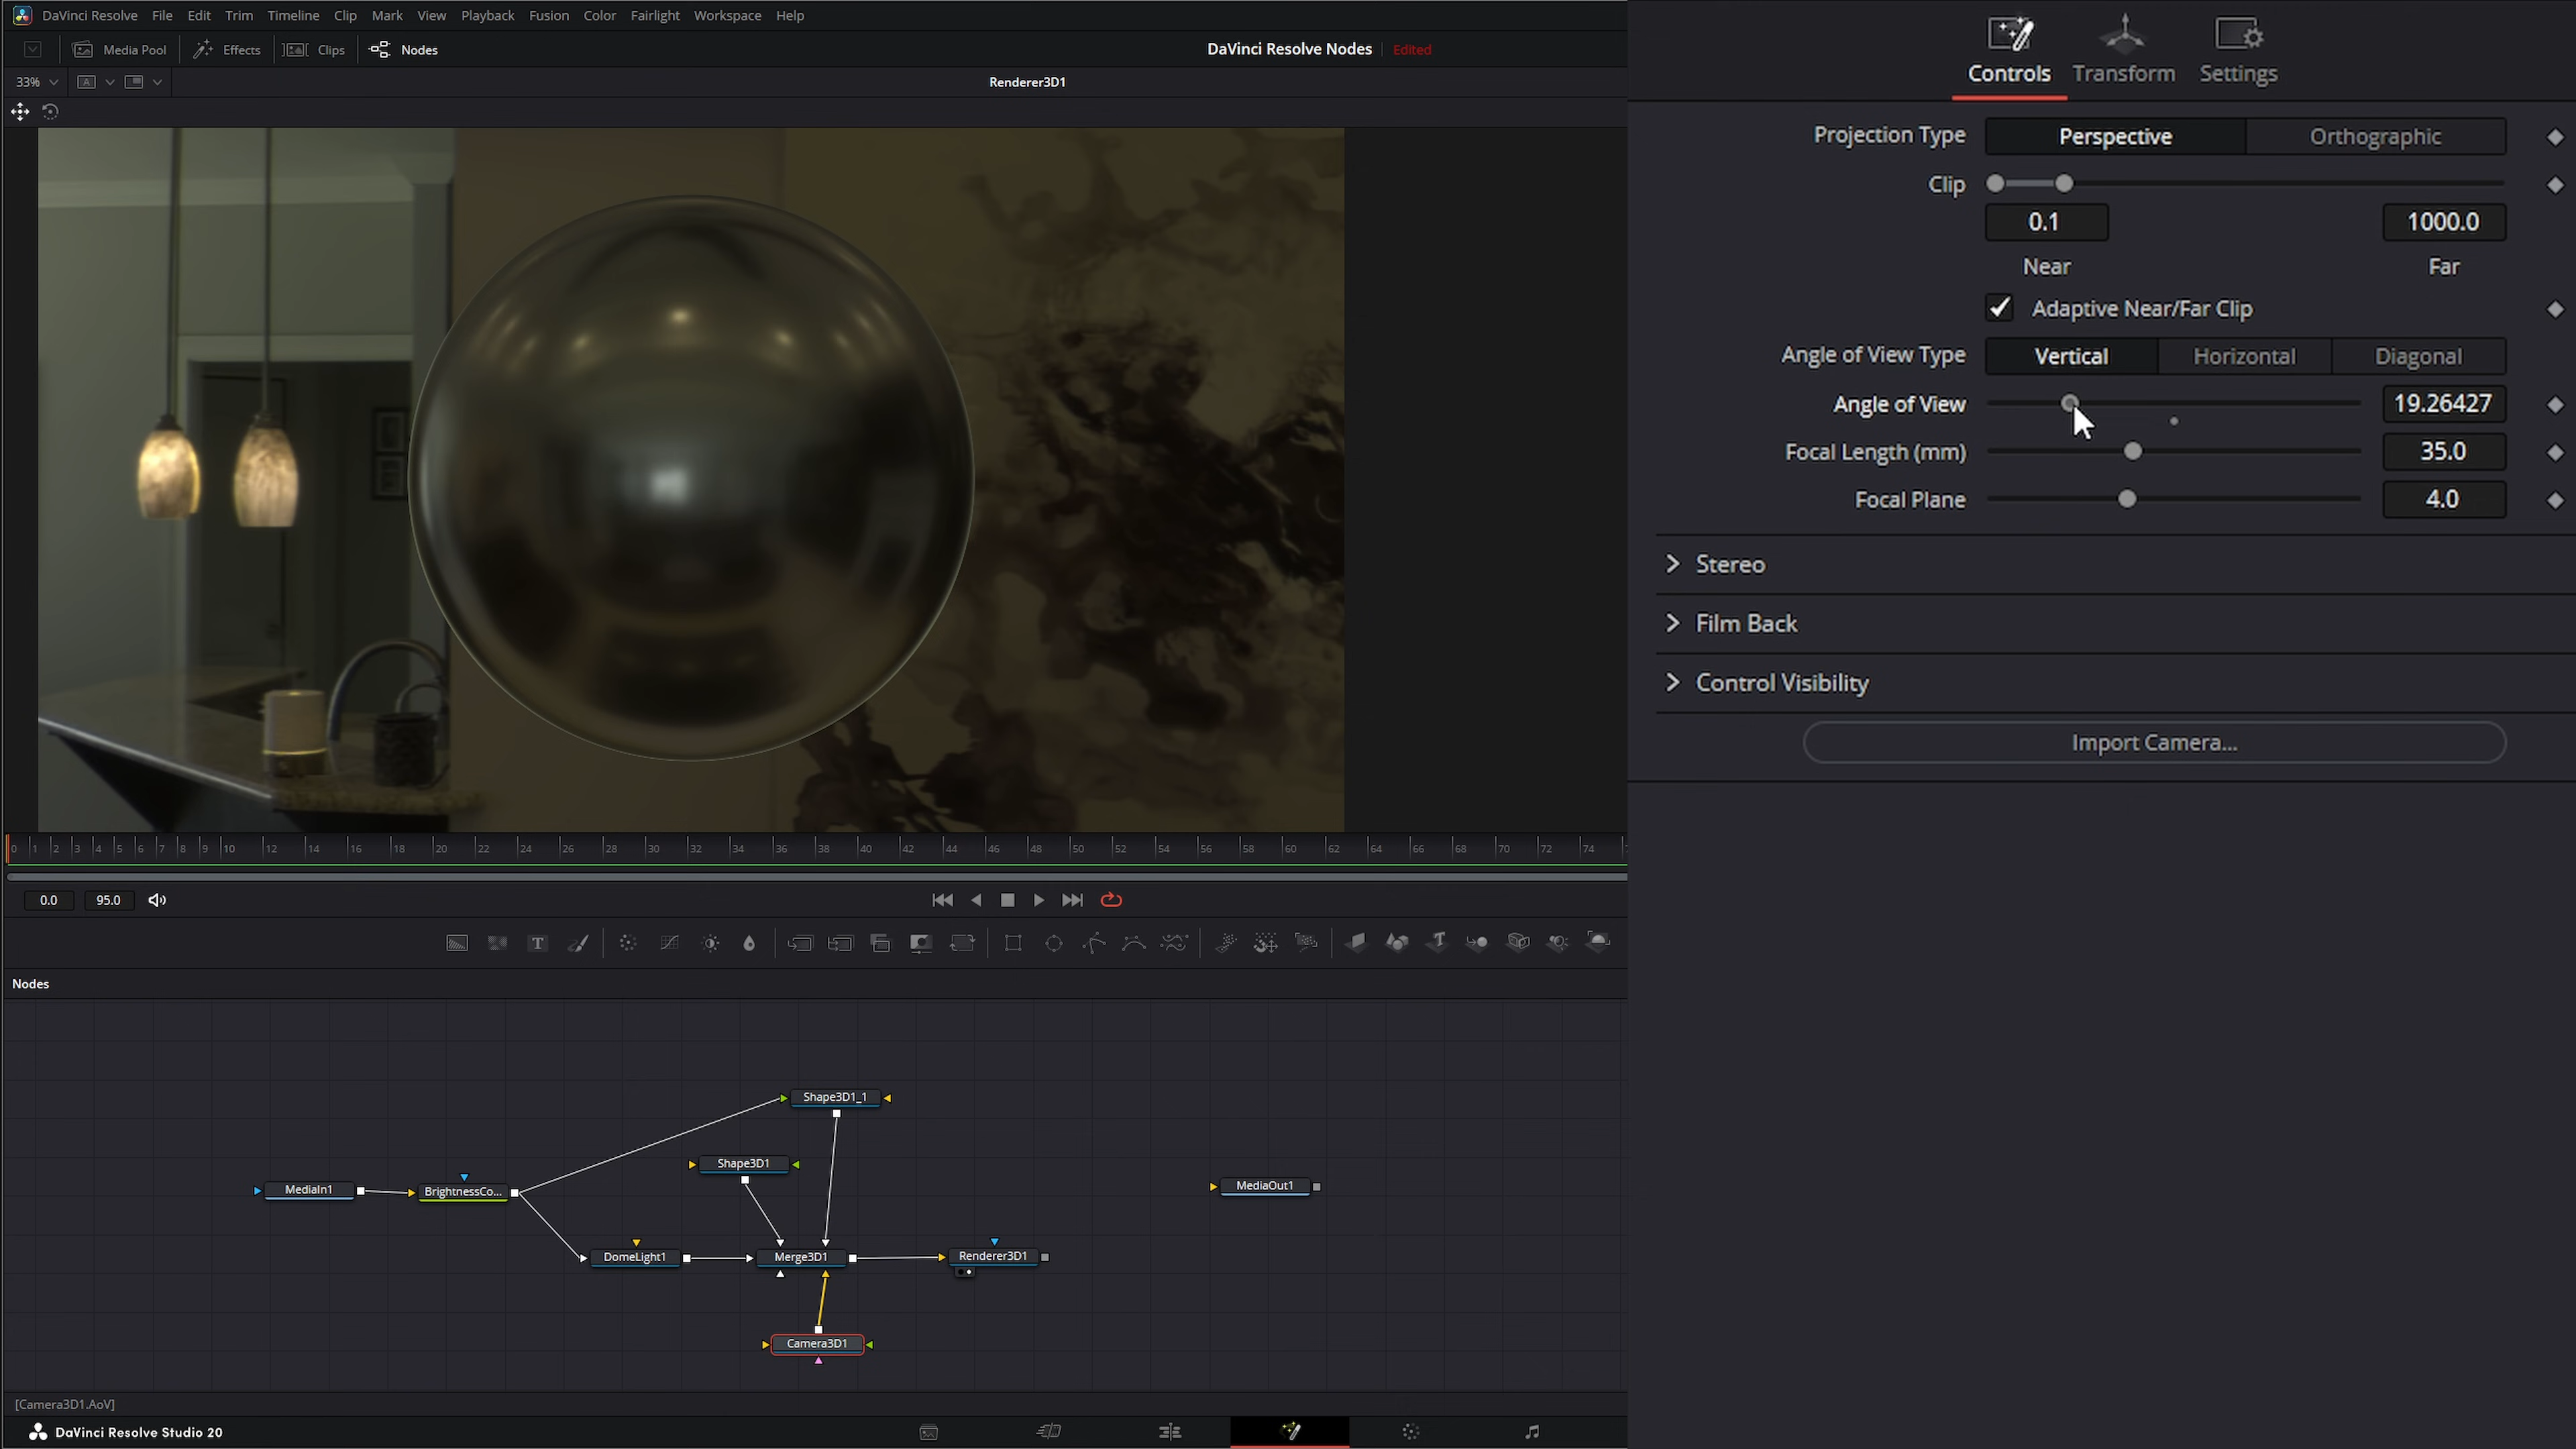 DaVinci Resolve File Edit Trim Timeline Clip Mark View Playback Fusion Color Fairlight Workspace Help
Media Pool Effects Clips Nodes DaVinci Resolve Nodes Edited
33% A Renderer3D1
0 1 2 3 4 5 6 7 8 9 10 12 14 16 18 20 22 24 26 28 30 32 34 36 38 40 42 44 46 48 50 52 54 56 58 60 62 64 66 68 70 72 74
0.0 95.0
T
Nodes
Shape3D1_1
Shape3D1
MediaIn1 BrightnessCo... MediaOut1
DomeLight1 Merge3D1 Renderer3D1
Camera3D1
[Camera3D1.AoV]
DaVinci Resolve Studio 20
Controls Transform Settings
Projection Type Perspective Orthographic
Clip
0.1 1000.0
Near Far
Adaptive Near/Far Clip
Angle of View Type Vertical Horizontal Diagonal
Angle of View 19.26427
Focal Length (mm) 35.0
Focal Plane 4.0
Stereo
Film Back
Control Visibility
Import Camera...